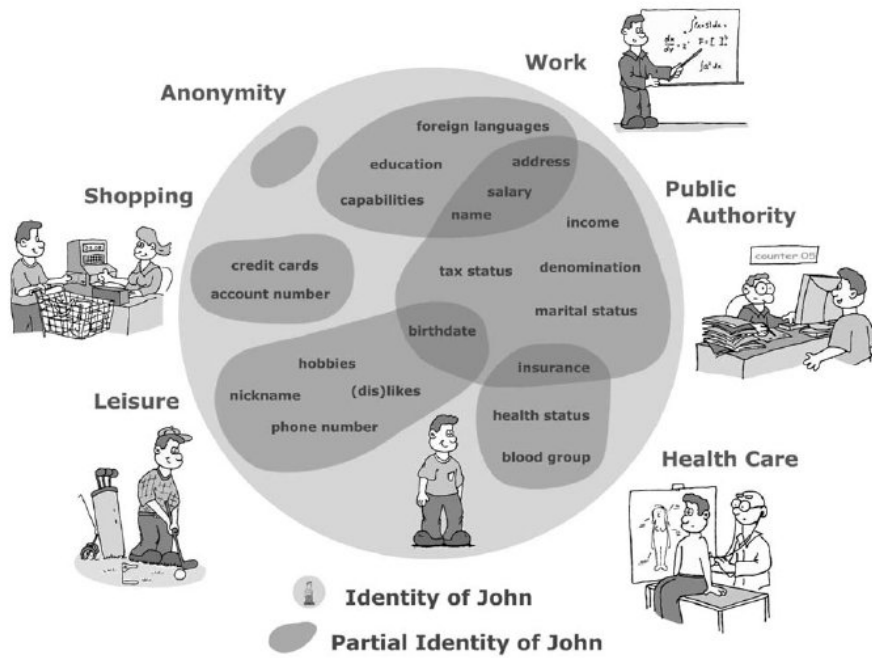 Work
Anonymity
foreign languages
education
address
capabilities
salary
name
Shopping
Public
Authority
income
credit cards
account number
tax status
denomination
marital status
counter 05
birthdate
hobbies
insurance
Leisure
nickname
(dis)likes
phone number
health status
blood group
Health Care
Identity of John
Partial Identity of John